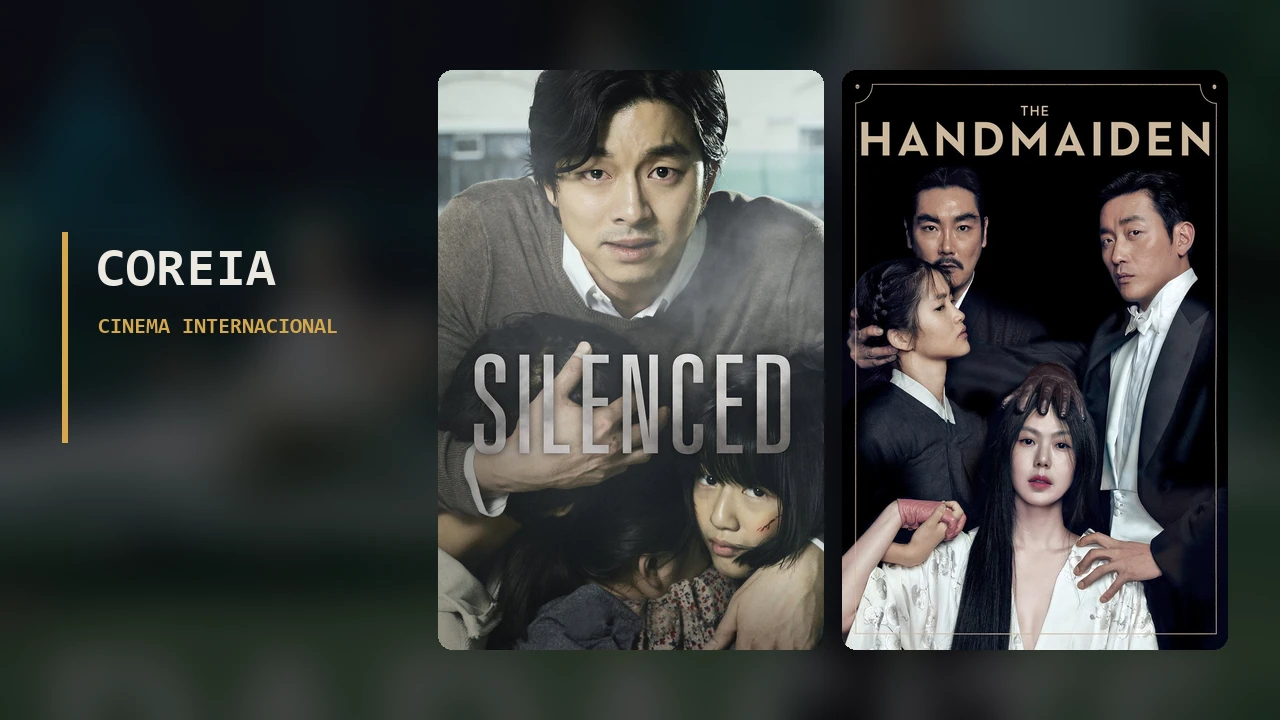 COREIA
CINEMA INTERNACIONAL
SILENCED
THE
HANDMAIDEN